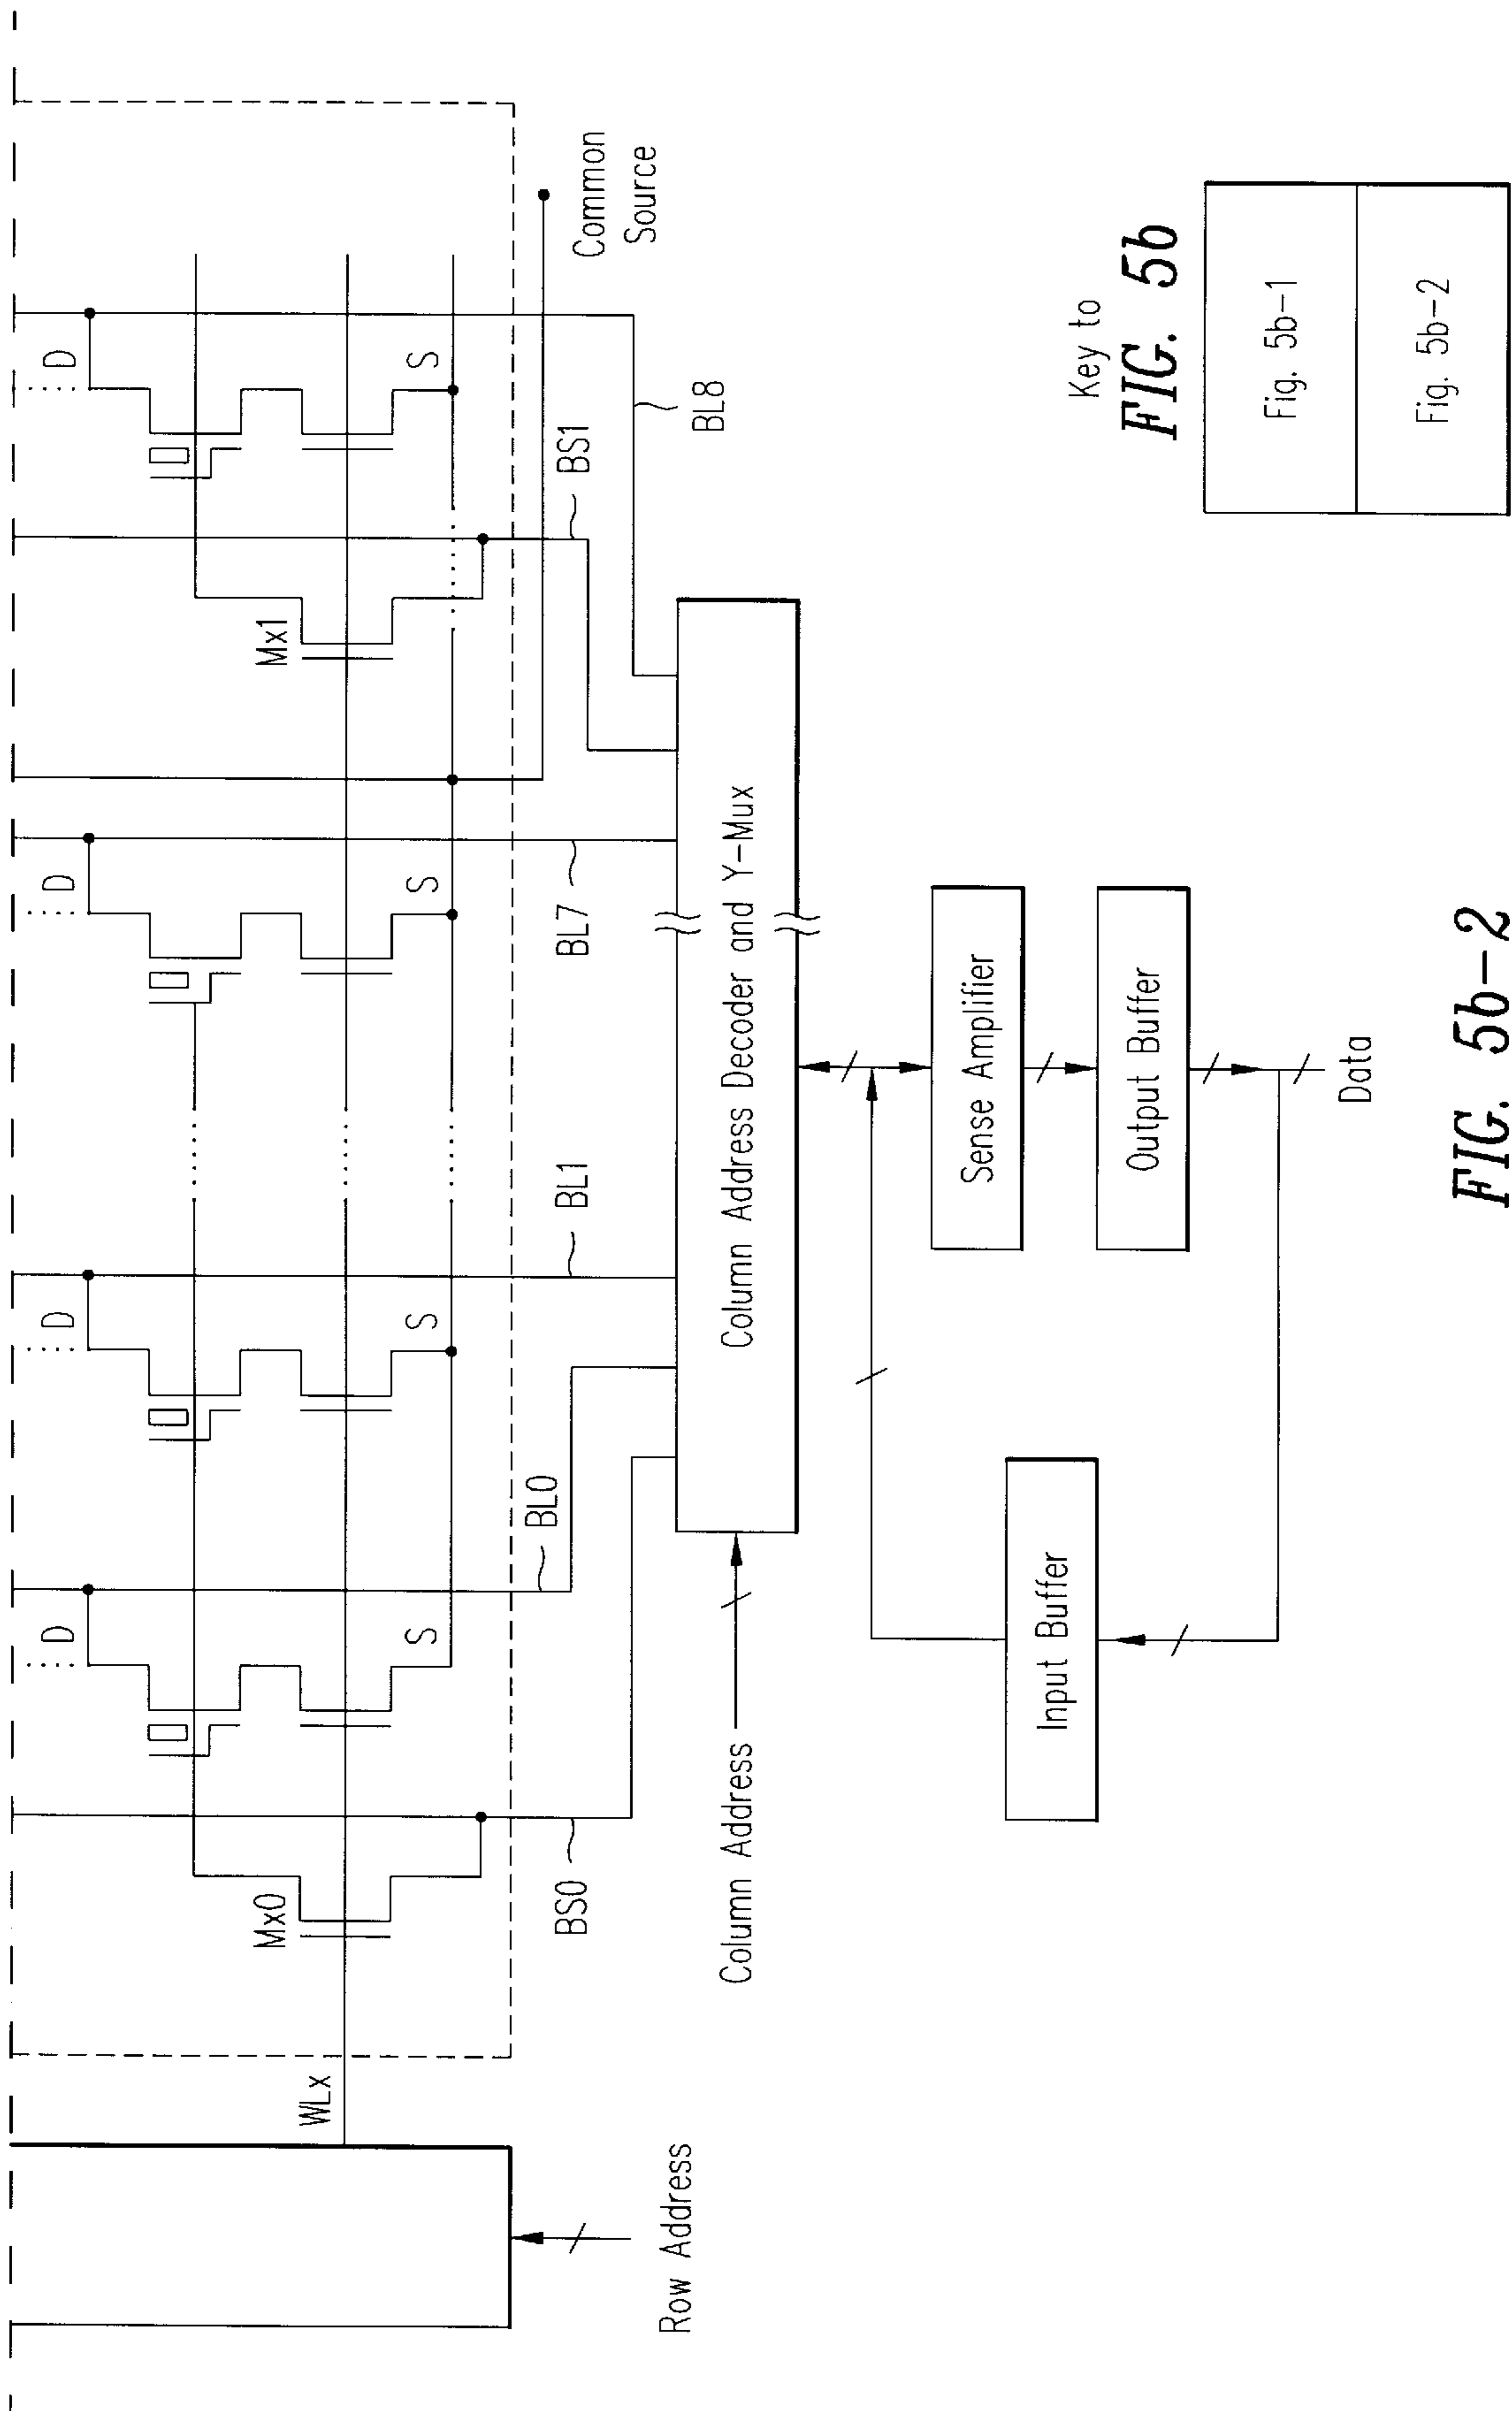 D
D
D
D
S
S
S
S
Mx0
Mx1
WLx
Common
Source
BS0
BL0
BL1
BL7
BS1
BL8
Row Address
Column Address
Column Address Decoder and Y-Mux
Sense Amplifier
Input Buffer
Output Buffer
Data
Key to
FIG. 5b
Fig. 5b-1
Fig. 5b-2
FIG. 5b-2